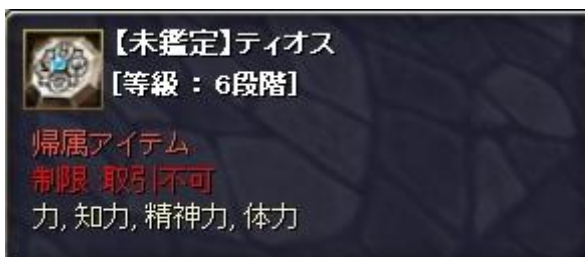 【未鑑定】ティオス
[等級 : 6段階]
帰属アイテム
制限 取引不可
力, 知力, 精神力, 体力